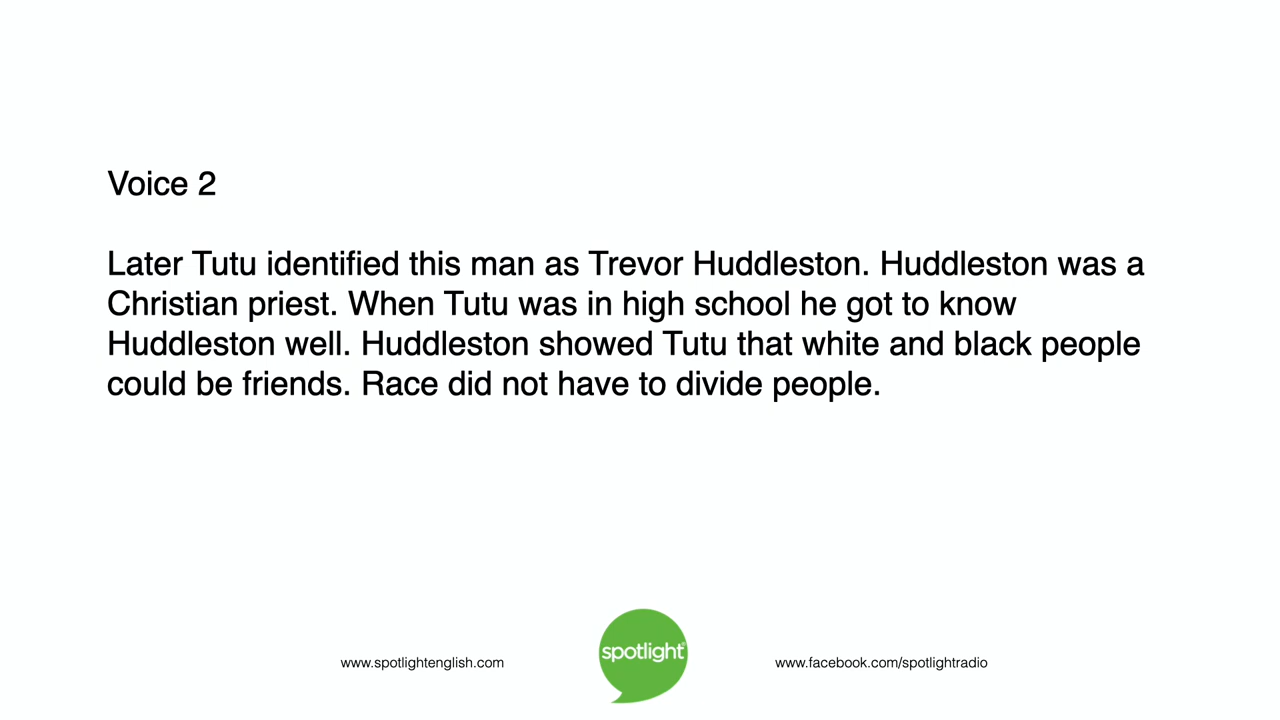 Voice 2
Later Tutu identified this man as Trevor Huddleston. Huddleston was a
Christian priest. When Tutu was in high school he got to know
Huddleston well. Huddleston showed Tutu that white and black people
could be friends. Race did not have to divide people.
www.spotlightenglish.com
spotlight®
www.facebook.com/spotlightradio